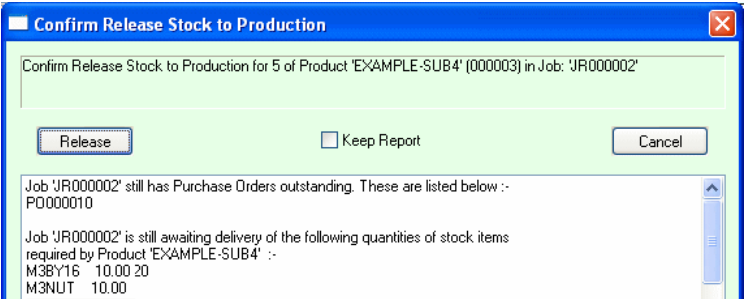 Confirm Release Stock to Production
Confirm Release Stock to Production for 5 of Product 'EXAMPLE-SUB4' (000003) in Job: 'JR000002'
Release
Keep Report
Cancel
Job 'JR000002' still has Purchase Orders outstanding. These are listed below :-
PO000010
Job 'JR000002' is still awaiting delivery of the following quantities of stock items
required by Product 'EXAMPLE-SUB4' :-
M3BY16 10.00 20
M3NUT 10.00